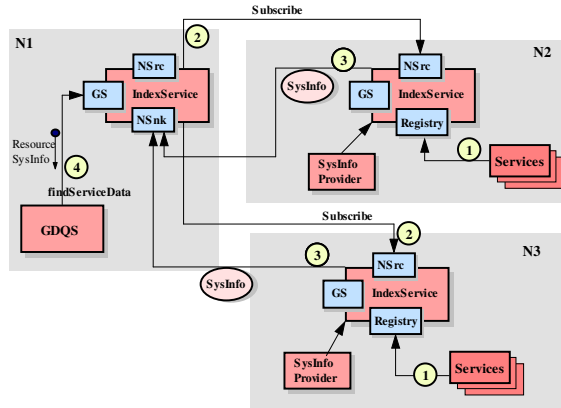 Subscribe
N1
2
NSrc
GS
IndexService
NSnk
Resource
SysInfo
4
findServiceData
GDQS
N2
3
SysInfo
NSrc
GS
IndexService
Registry
1
SysInfo
Provider
Services
Subscribe
2
N3
3
SysInfo
NSrc
GS
IndexService
Registry
SysInfo
Provider
1
Services